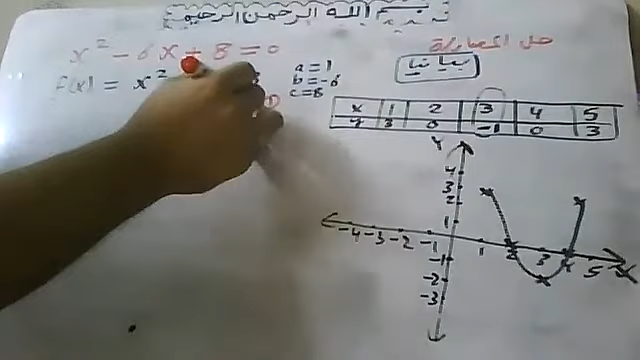 بسم الله الرحمن الرحيم
حل المعادلة
بيانيا
x² - 6x + 8 = 0
f(x) = x²
a = 1
b = -6
c = 8
x 1 2 3 4 5
y 3 0 -1 0 3
y
4
3
2
1
-4 -3 -2 -1 1 2 3 4 5 x
-1
-2
-3